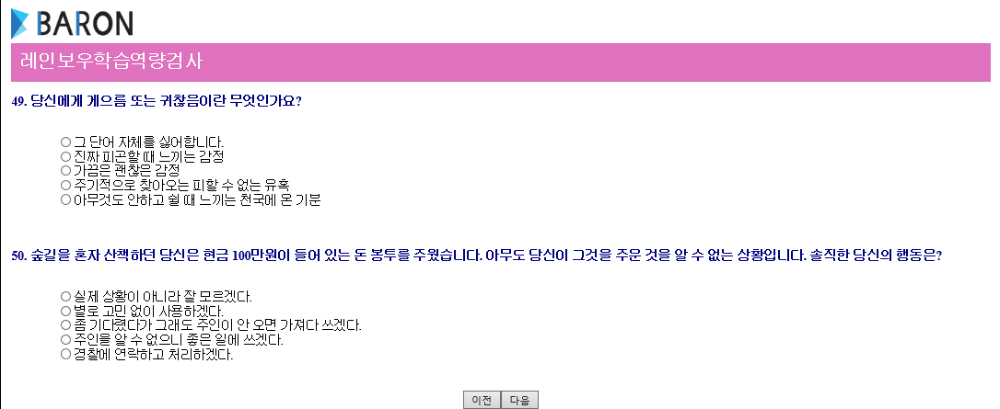 BARON
레인보우학습역량검사
49. 당신에게 게으름 또는 귀찮음이란 무엇인가요?
그 단어 자체를 싫어합니다.
진짜 피곤할 때 느끼는 감정
가끔은 괜찮은 감정
주기적으로 찾아오는 피할 수 없는 유혹
아무것도 안하고 쉴 때 느끼는 천국에 온 기분
50. 숲길을 혼자 산책하던 당신은 현금 100만원이 들어 있는 돈 봉투를 주웠습니다. 아무도 당신이 그것을 주운 것을 알 수 없는 상황입니다. 솔직한 당신의 행동은?
실제 상황이 아니라 잘 모르겠다.
별로 고민 없이 사용하겠다.
좀 기다렸다가 그래도 주인이 안 오면 가져다 쓰겠다.
주인을 알 수 없으니 좋은 일에 쓰겠다.
경찰에 연락하고 처리하겠다.
이전 다음